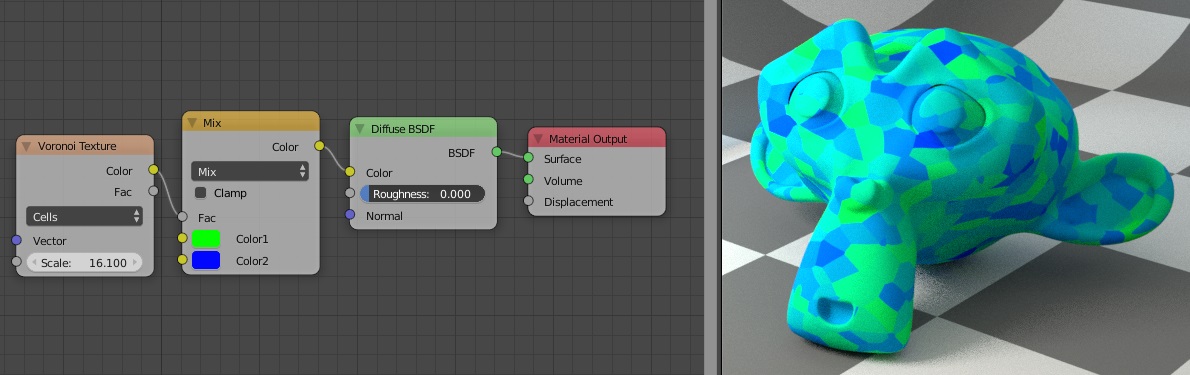 Voronoi Texture
Color
Fac
Cells
Vector
Scale: 16.100
Mix
Color
Mix
Clamp
Fac
Color1
Color2
Diffuse BSDF
BSDF
Color
Roughness: 0.000
Normal
Material Output
Surface
Volume
Displacement